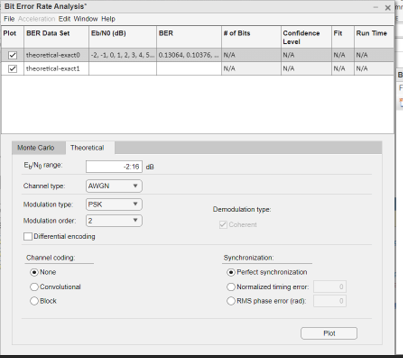 Bit Error Rate Analysis*
File Acceleration Edit Window Help
Plot BER Data Set Eb/N0 (dB) BER # of Bits Confidence Level Fit Run Time
theoretical-exact0 -2, -1, 0, 1, 2, 3, 4, 5... 0.13064, 0.10376, ... N/A N/A N/A N/A
theoretical-exact1 N/A N/A N/A N/A
Monte Carlo Theoretical
Eb/N0 range: -2:16 dB
Channel type: AWGN
Modulation type: PSK
Demodulation type:
Modulation order: 2
Coherent
Differential encoding
Channel coding: Synchronization:
None Perfect synchronization
Convolutional Normalized timing error: 0
Block RMS phase error (rad): 0
Plot